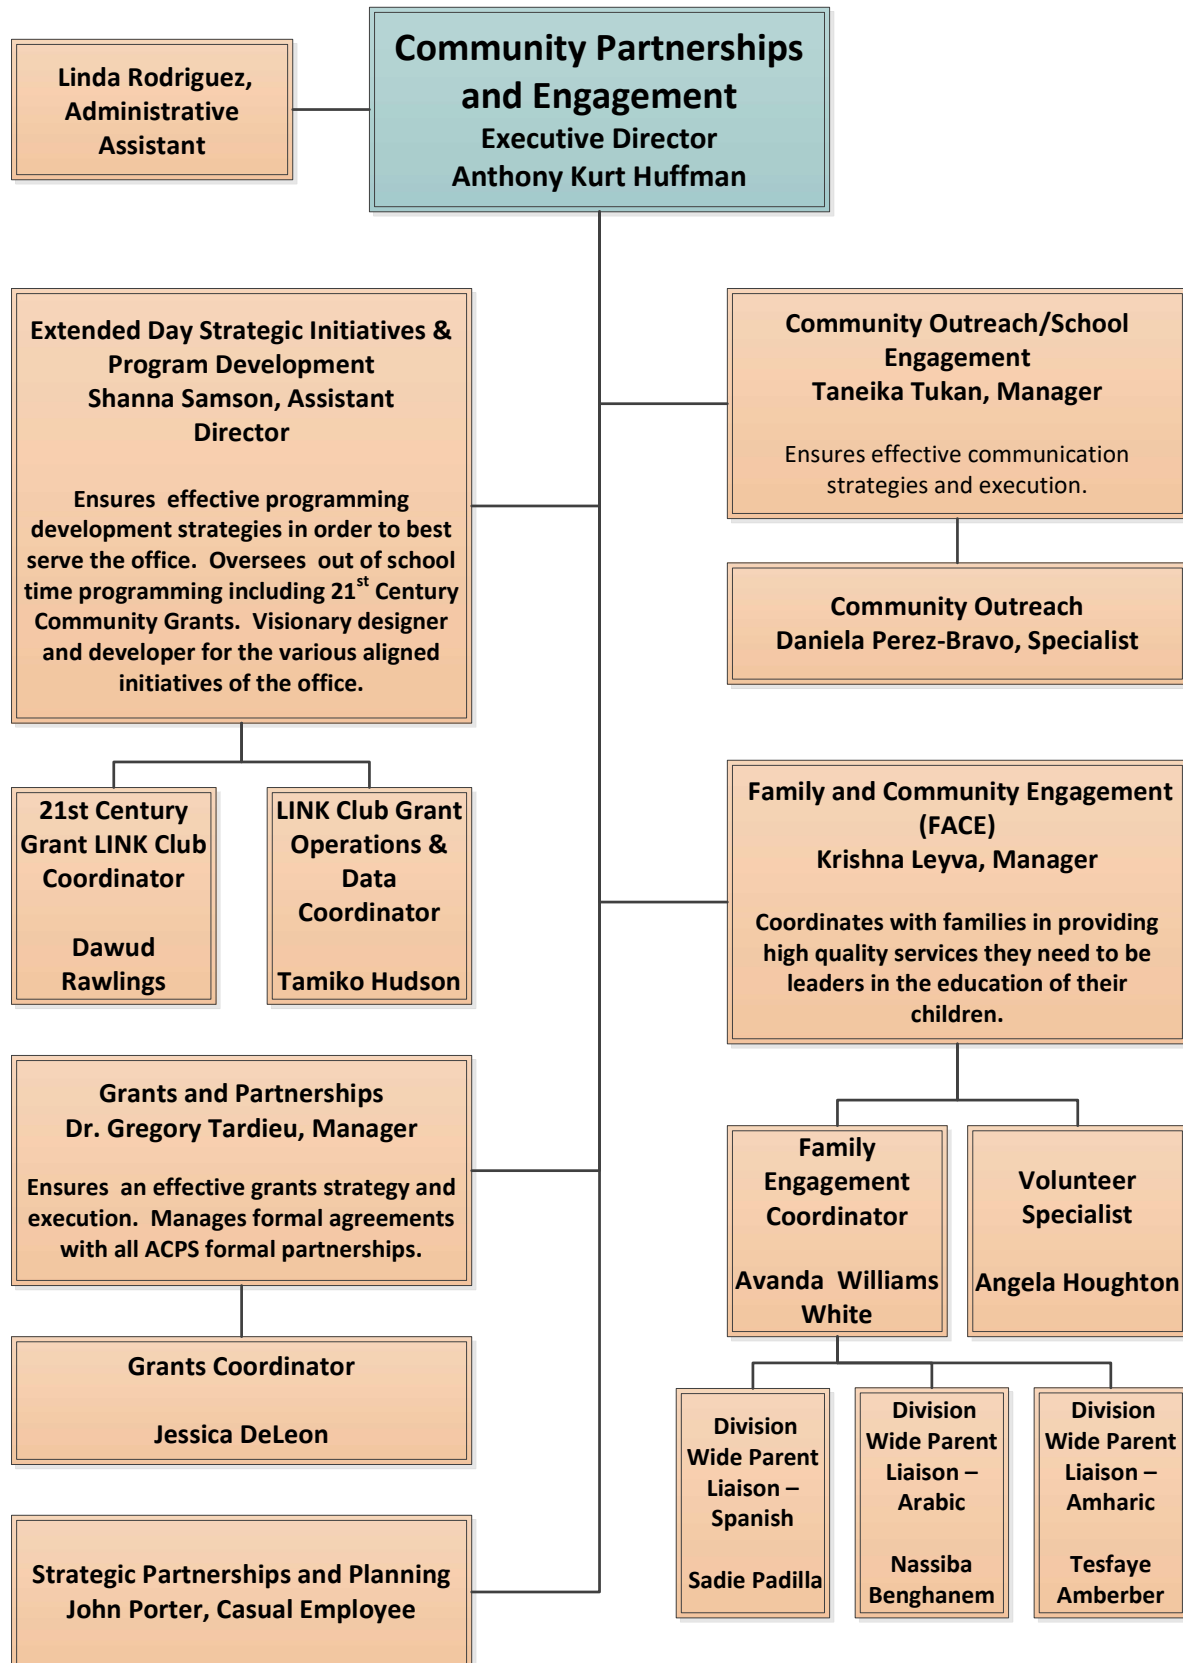 Linda Rodriguez,
Administrative
Assistant
Community Partnerships
and Engagement
Executive Director
Anthony Kurt Huffman
Extended Day Strategic Initiatives &
Program Development
Shanna Samson, Assistant
Director
Ensures effective programming
development strategies in order to best
serve the office. Oversees out of school
time programming including 21st Century
Community Grants. Visionary designer
and developer for the various aligned
initiatives of the office.
21st Century
Grant LINK Club
Coordinator
Dawud
Rawlings
LINK Club Grant
Operations &
Data
Coordinator
Tamiko Hudson
Grants and Partnerships
Dr. Gregory Tardieu, Manager
Ensures an effective grants strategy and
execution. Manages formal agreements
with all ACPS formal partnerships.
Grants Coordinator
Jessica DeLeon
Strategic Partnerships and Planning
John Porter, Casual Employee
Community Outreach/School
Engagement
Taneika Tukan, Manager
Ensures effective communication
strategies and execution.
Community Outreach
Daniela Perez-Bravo, Specialist
Family and Community Engagement
(FACE)
Krishna Leyva, Manager
Coordinates with families in providing
high quality services they need to be
leaders in the education of their
children.
Family
Engagement
Coordinator
Avanda Williams
White
Volunteer
Specialist
Angela Houghton
Division
Wide Parent
Liaison –
Spanish
Sadie Padilla
Division
Wide Parent
Liaison –
Arabic
Nassiba
Benghanem
Division
Wide Parent
Liaison –
Amharic
Tesfaye
Amberber